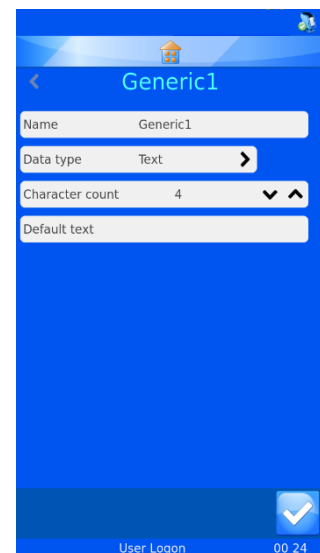 Generic1
Name Generic1
Data type Text
Character count 4
Default text
User Logon 00 24